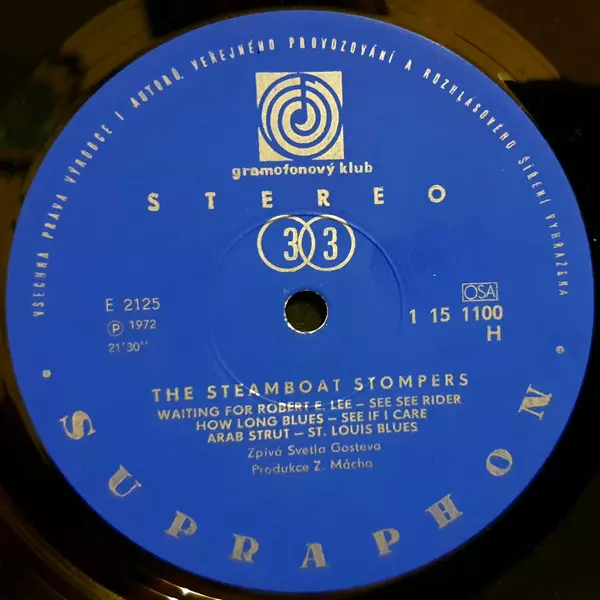 VŠECHNA PRÁVA VÝROBCE I AUTORŮ, VEŘEJNÉHO PROVOZOVÁNÍ A ROZHLASOVÉHO ŠÍŘENÍ VYHRAŽENA
gramofonový klub
STEREO
33
E 2125
Ⓟ 1972
21'30''
OSA
1 15 1100
H
THE STEAMBOAT STOMPERS
WAITING FOR ROBERT E. LEE – SEE SEE RIDER
HOW LONG BLUES – SEE IF I CARE
ARAB STRUT – ST. LOUIS BLUES
Zpívá Svetla Gosteva
Produkce Z. Mácha
• SUPRAPHON •